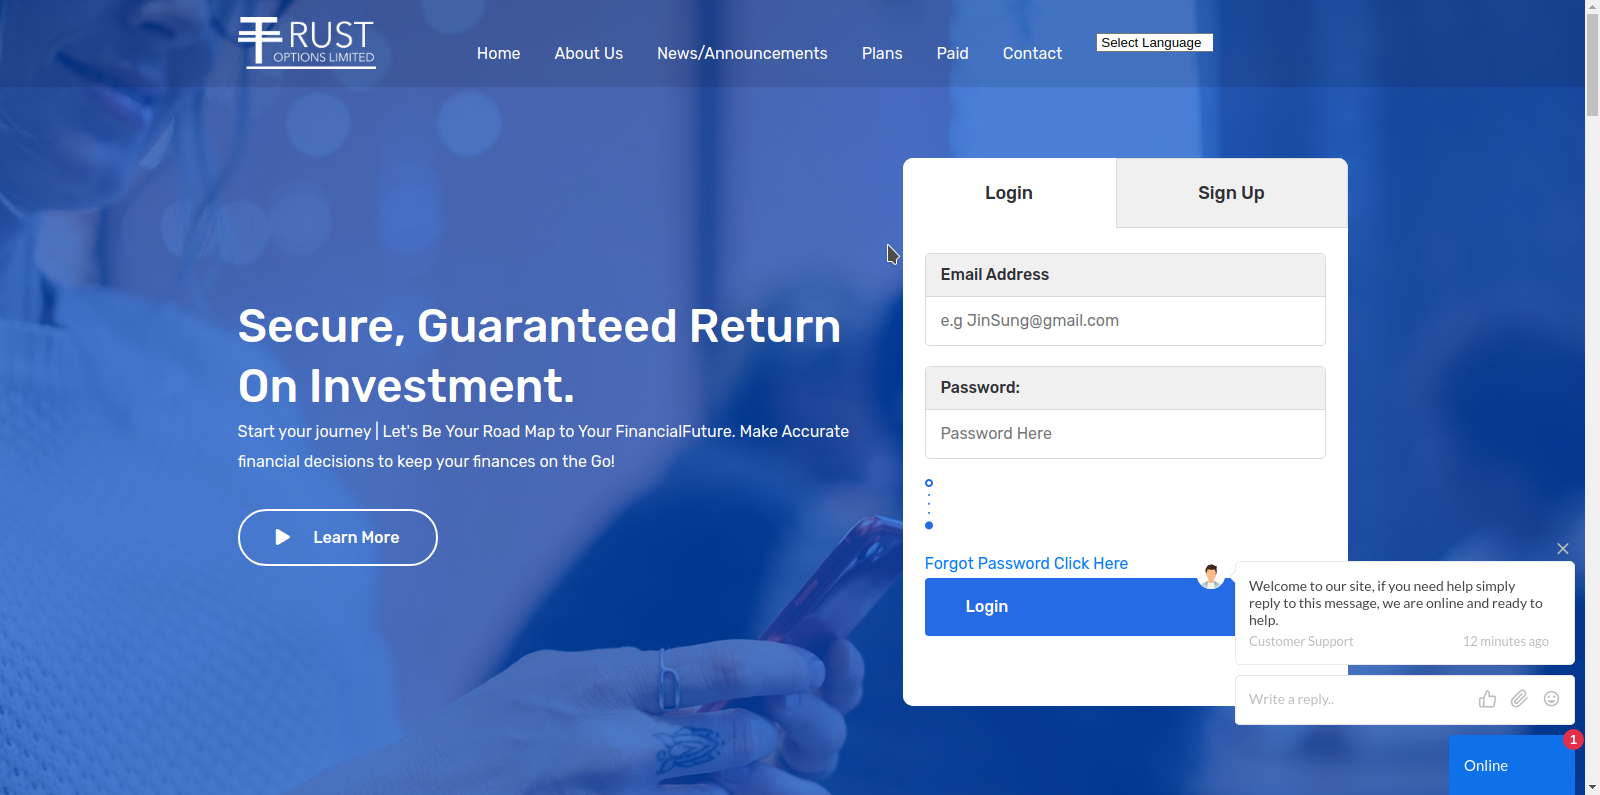 TRUST
OPTIONS LIMITED
Home
About Us
News/Announcements
Plans
Paid
Contact
Select Language
Login
Sign Up
Email Address
e.g JinSung@gmail.com
Password:
Password Here
Forgot Password Click Here
Login
Secure, Guaranteed Return
On Investment.
Start your journey | Let's Be Your Road Map to Your FinancialFuture. Make Accurate
financial decisions to keep your finances on the Go!
Learn More
Welcome to our site, if you need help simply
reply to this message, we are online and ready to
help.
Customer Support
12 minutes ago
Write a reply..
1
Online